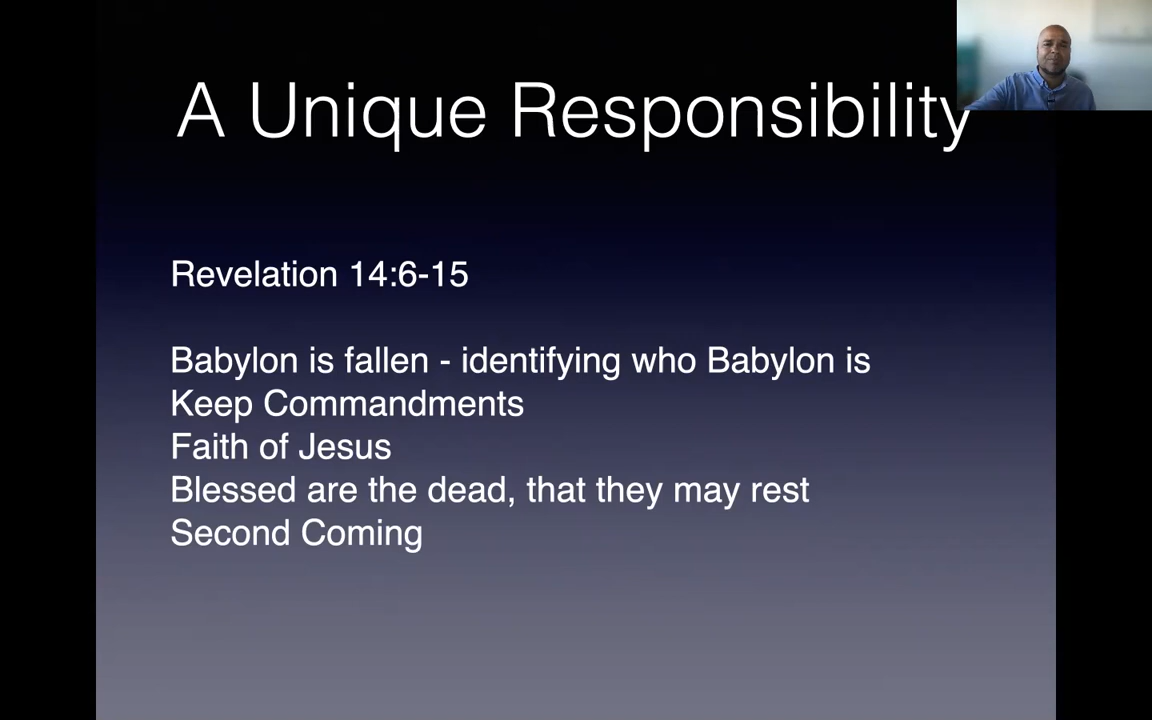 A Unique Responsibility
Revelation 14:6-15
Babylon is fallen - identifying who Babylon is
Keep Commandments
Faith of Jesus
Blessed are the dead, that they may rest
Second Coming